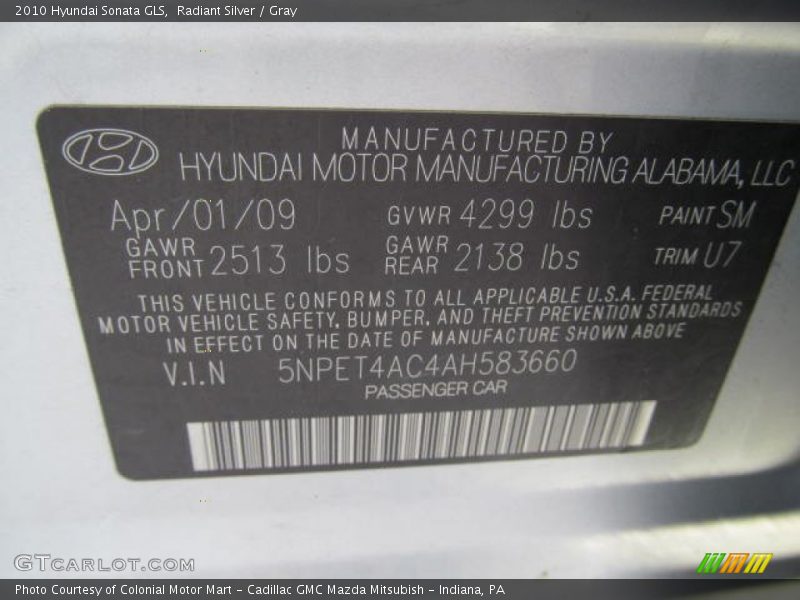 2010 Hyundai Sonata GLS, Radiant Silver / Gray
MANUFACTURED BY
HYUNDAI MOTOR MANUFACTURING ALABAMA, LLC
Apr/01/09 GVWR 4299 lbs PAINT SM
GAWR FRONT 2513 lbs GAWR REAR 2138 lbs TRIM U7
THIS VEHICLE CONFORMS TO ALL APPLICABLE U.S.A. FEDERAL
MOTOR VEHICLE SAFETY, BUMPER, AND THEFT PREVENTION STANDARDS
IN EFFECT ON THE DATE OF MANUFACTURE SHOWN ABOVE
V.I.N 5NPET4AC4AH583660
PASSENGER CAR
GTCARLOT.COM
Photo Courtesy of Colonial Motor Mart - Cadillac GMC Mazda Mitsubish - Indiana, PA